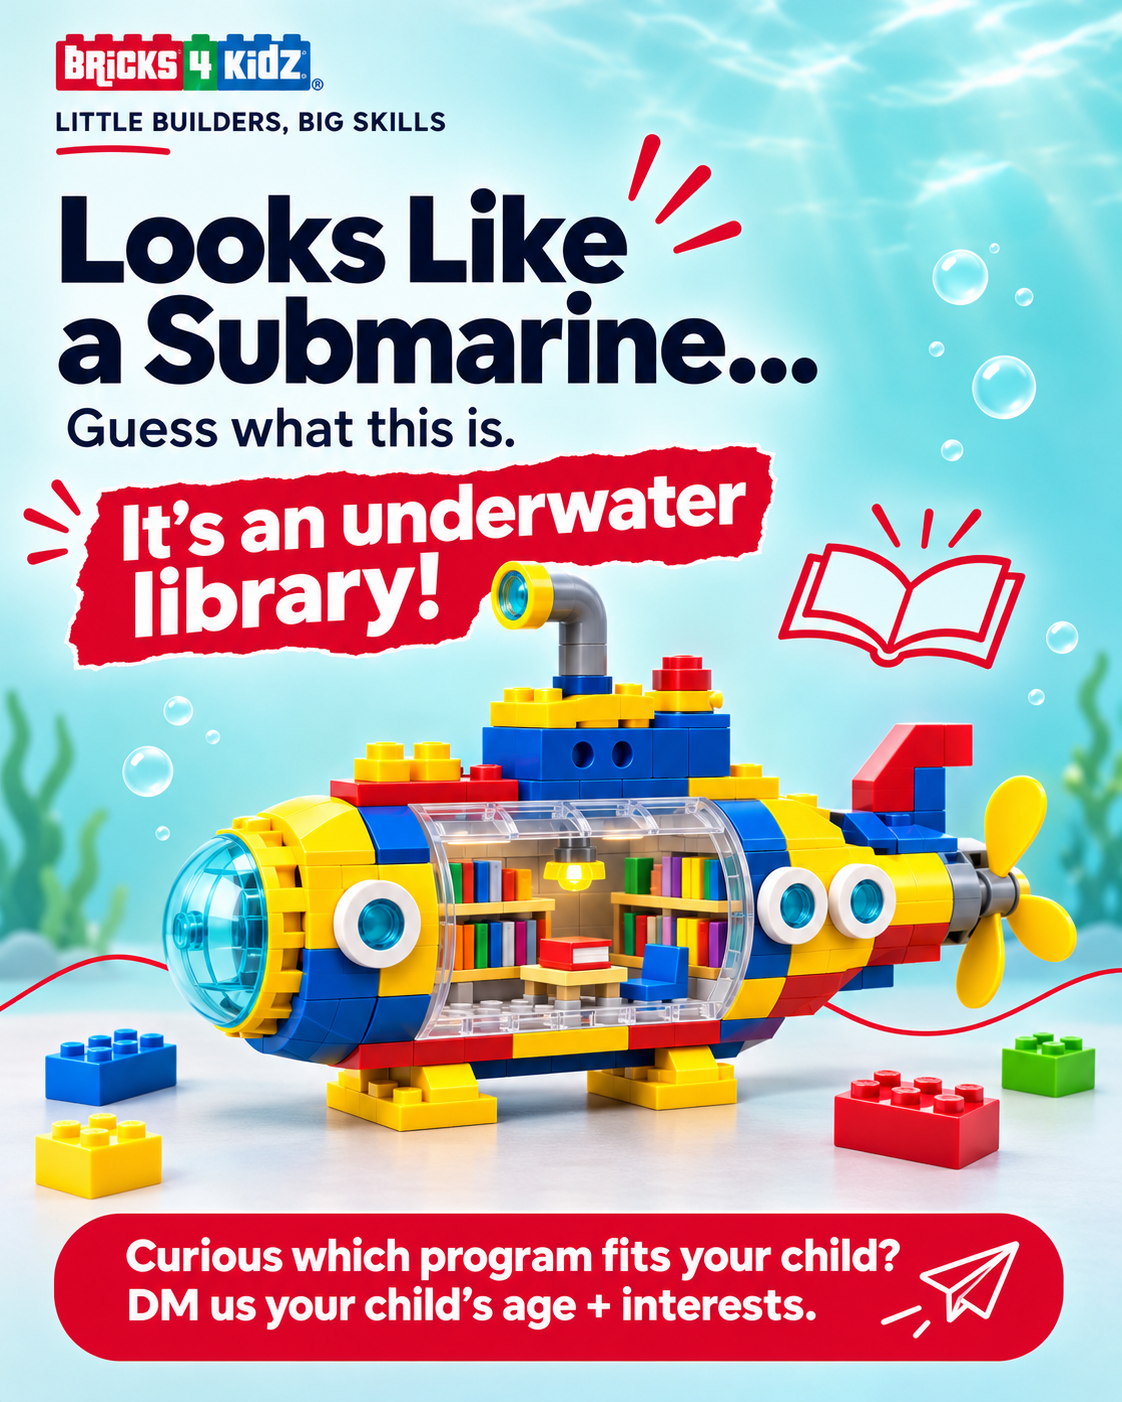 BRiCKS 4 KiDZ ®
LITTLE BUILDERS, BIG SKILLS
Looks Like
a Submarine...
Guess what this is.
It's an underwater
library!
Curious which program fits your child?
DM us your child's age + interests.